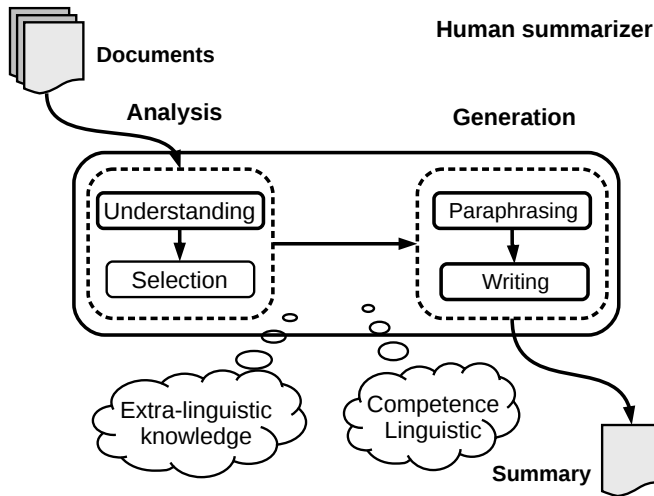 Human summarizer
Documents
Analysis
Generation
Understanding
Selection
Paraphrasing
Writing
Extra-linguistic
knowledge
Competence
Linguistic
Summary